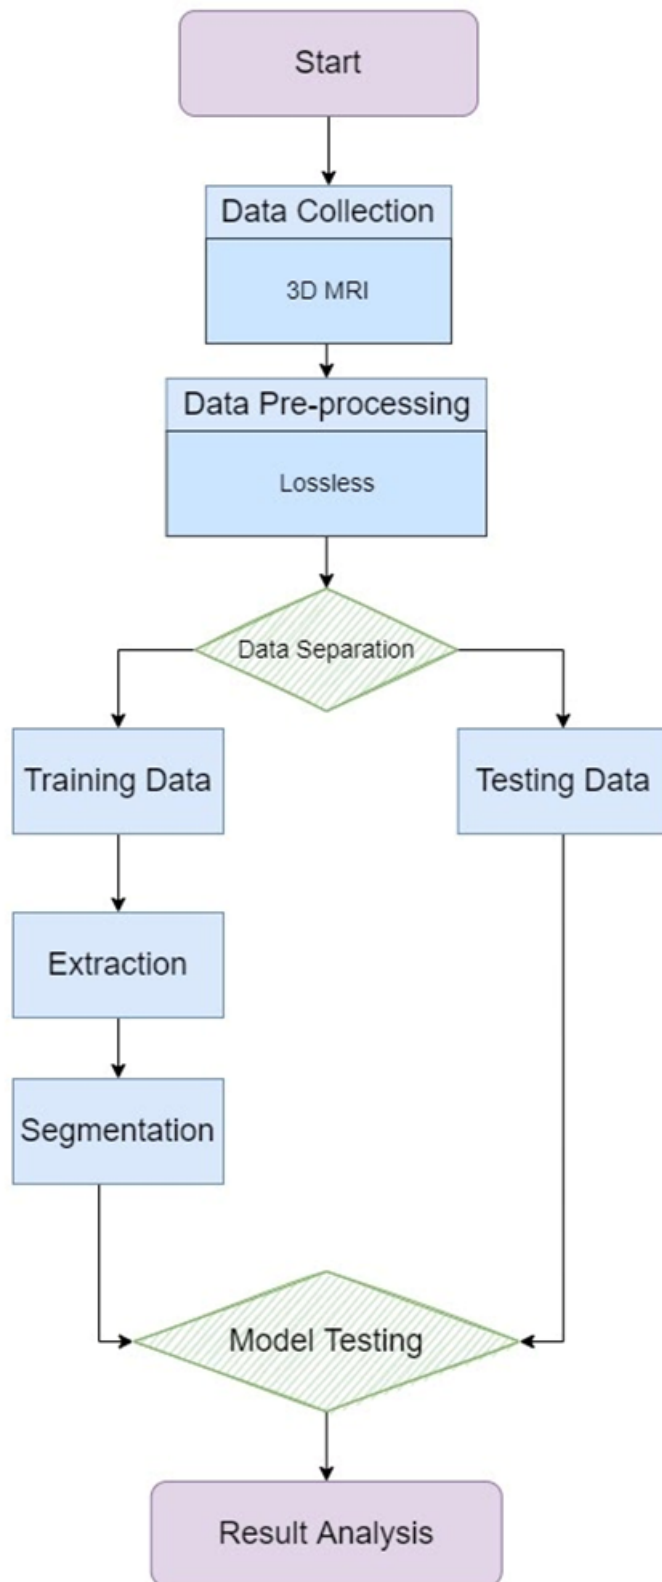 Start
Data Collection
3D MRI
Data Pre-processing
Lossless
Data Separation
Training Data
Testing Data
Extraction
Segmentation
Model Testing
Result Analysis